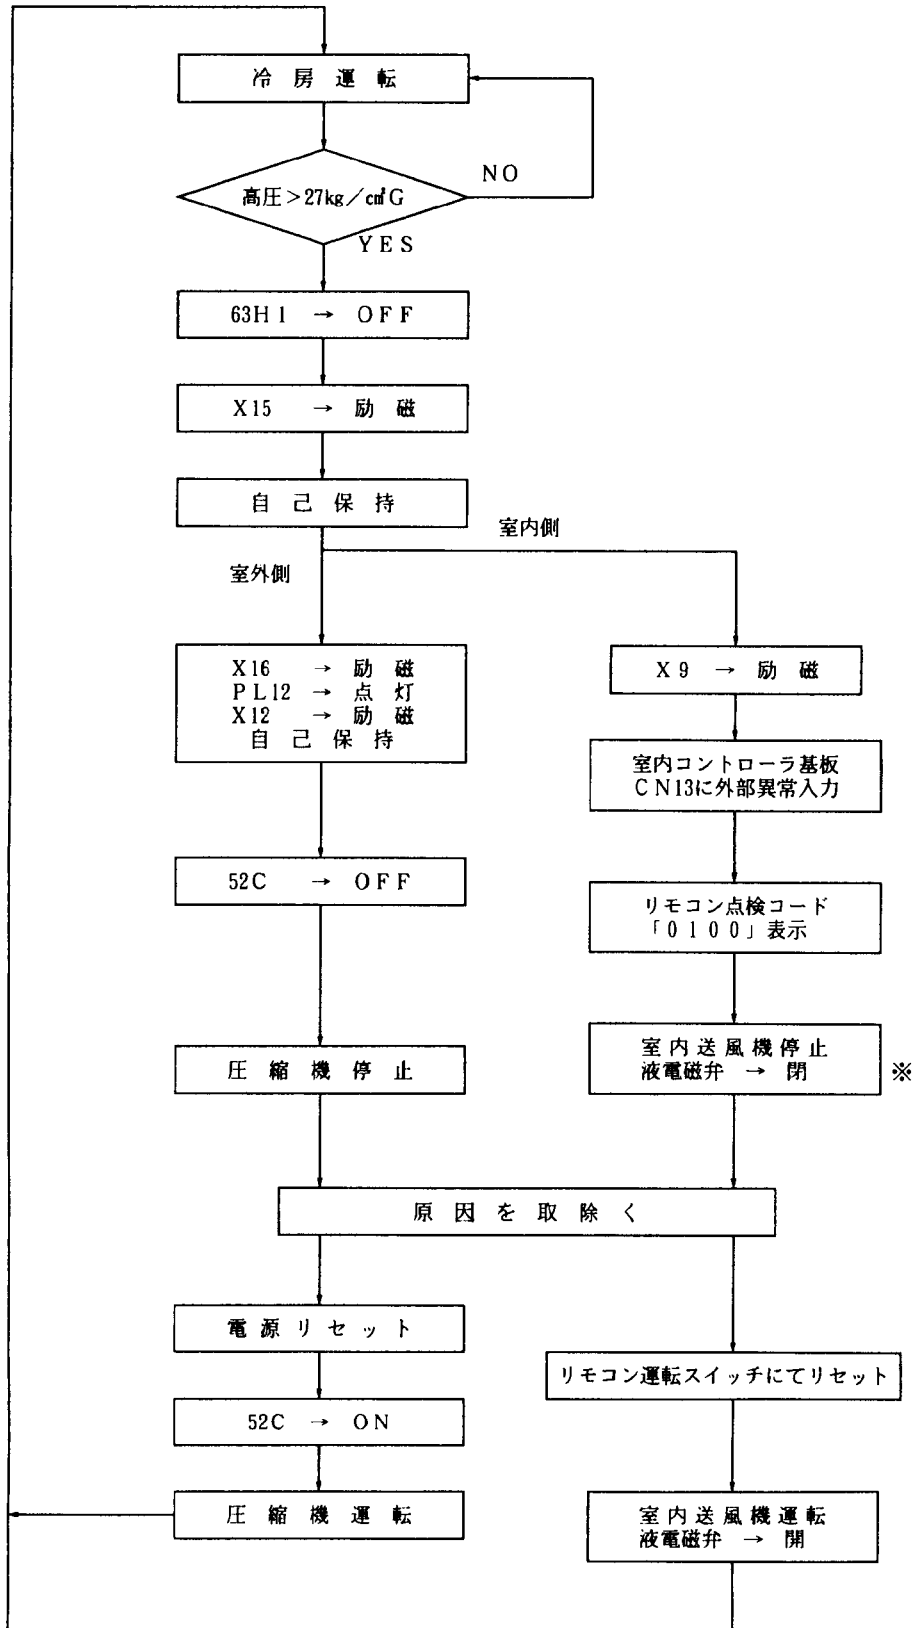 冷房運転
高圧>27kg/c㎡G
NO
YES
63H1 → OFF
X15 → 励磁
自己保持
室内側
室外側
X16 → 励磁
PL12 → 点灯
X12 → 励磁
自己保持
X9 → 励磁
室内コントローラ基板
CN13に外部異常入力
52C → OFF
リモコン点検コード
「0100」表示
圧縮機停止
室内送風機停止
液電磁弁 → 閉
※
原因を取除く
電源リセット
リモコン運転スイッチにてリセット
52C → ON
圧縮機運転
室内送風機運転
液電磁弁 → 開